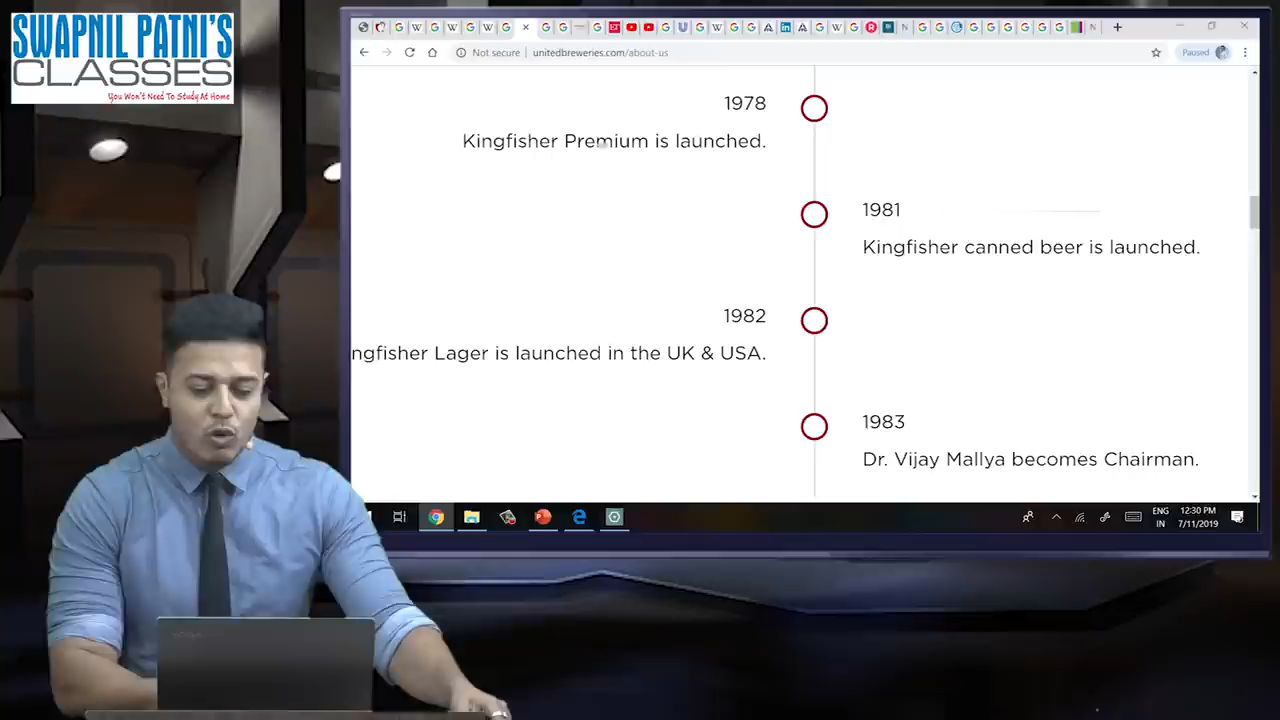 SWAPNIL PATNI'S
CLASSES
You Won't Need To Study At Home
Not secure
unitedbreweries.com/about-us
Paused
1978
Kingfisher Premium is launched.
1981
Kingfisher canned beer is launched.
1982
ngfisher Lager is launched in the UK & USA.
1983
Dr. Vijay Mallya becomes Chairman.
ENG
IN
12:30 PM
7/11/2019